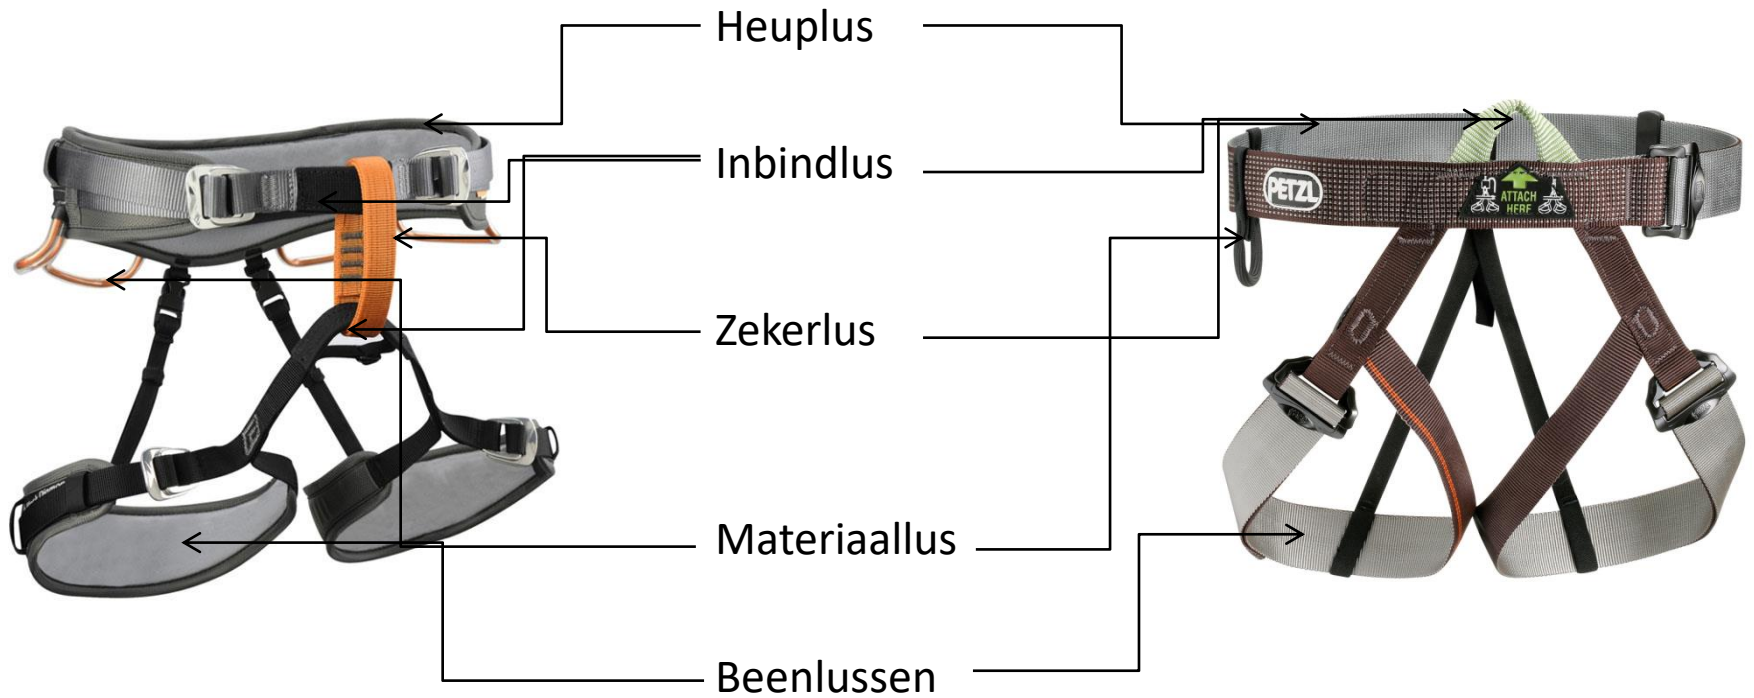 Heuplus
Inbindlus
PETZL
ATTACH
HERE
Zekerlus
Materiaallus
Beenlussen